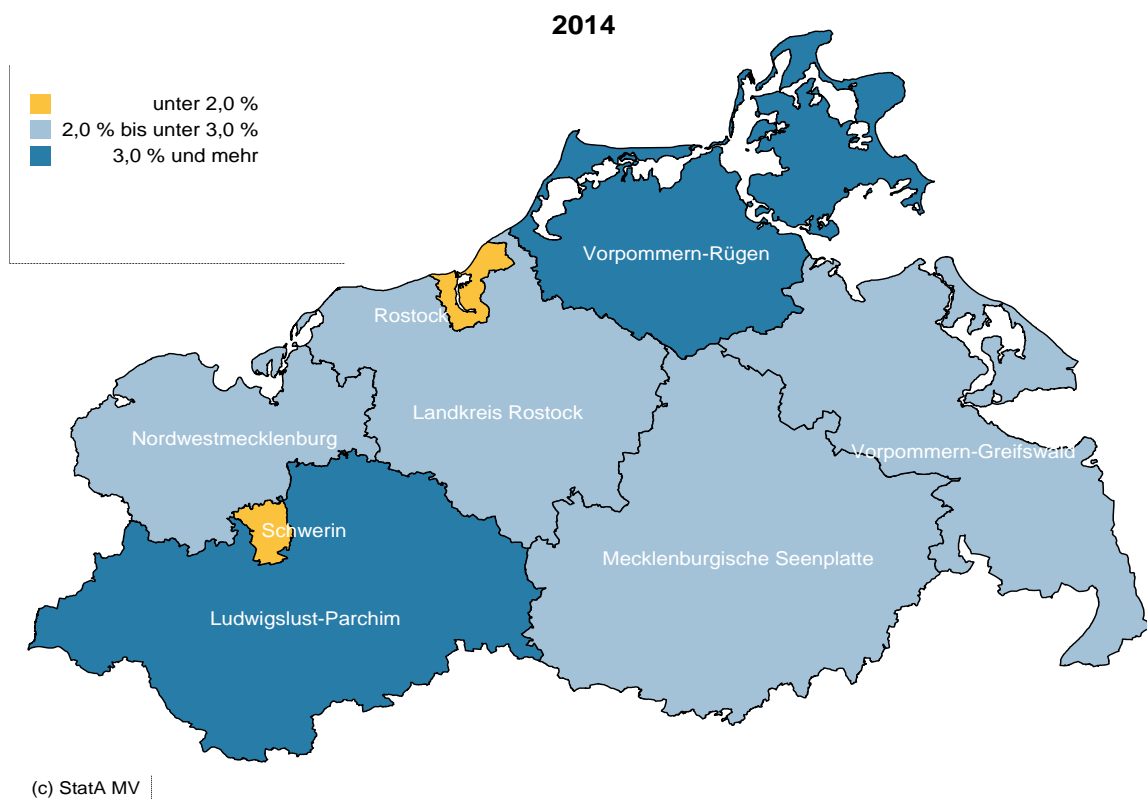 2014
unter 2,0 %
2,0 % bis unter 3,0 %
3,0 % und mehr
Vorpommern-Rügen
Rostock
Landkreis Rostock
Nordwestmecklenburg
Vorpommern-Greifswald
Schwerin
Mecklenburgische Seenplatte
Ludwigslust-Parchim
(c) StatA MV